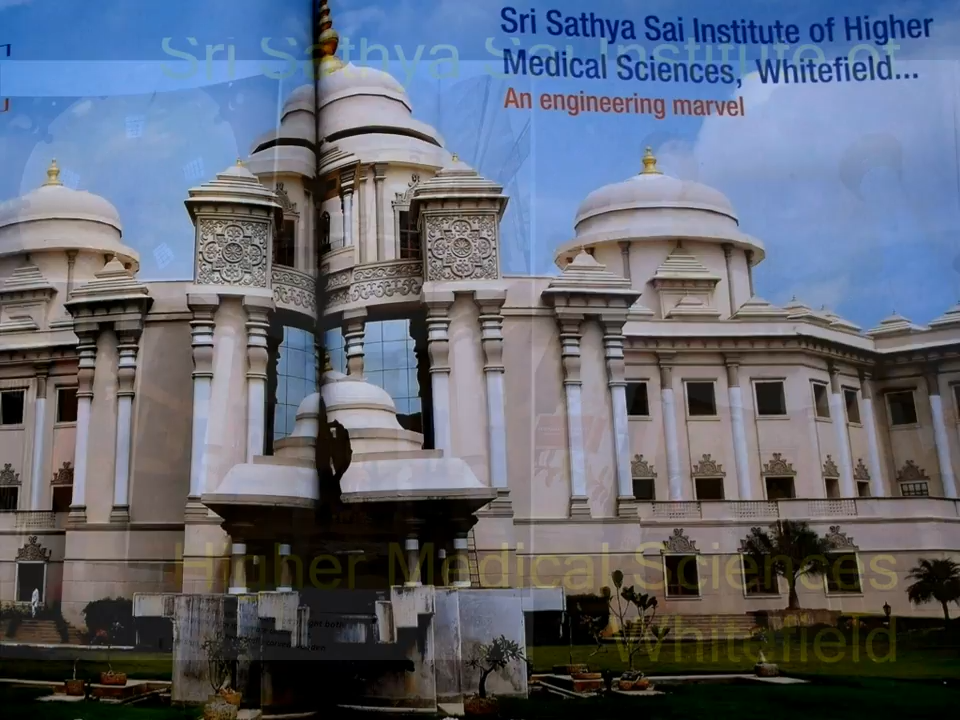 Sri Sathya Sai Institute of Higher
Medical Sciences, Whitefield...
An engineering marvel
Sri Sathya Sai Institute of
Higher Medical Sciences
Whitefield